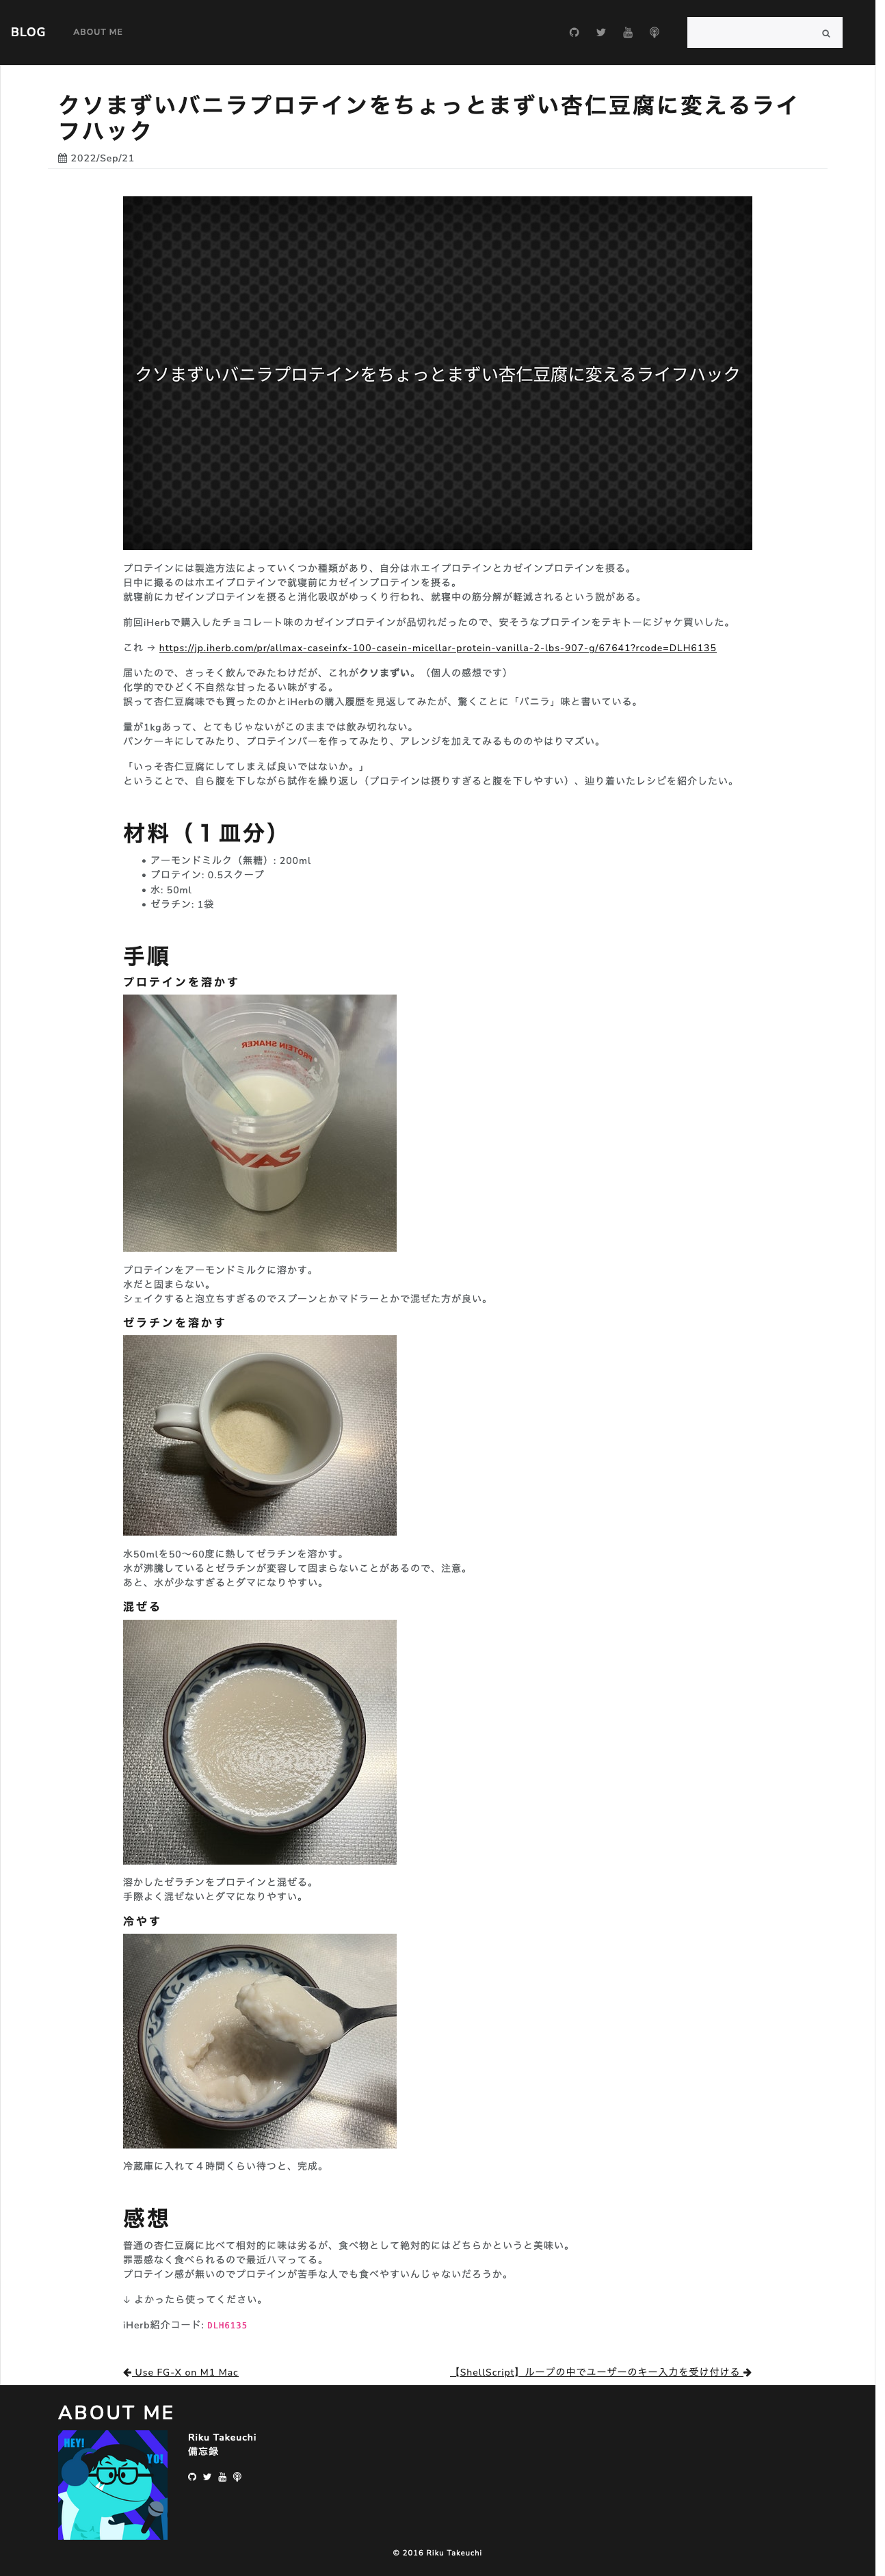 BLOG
ABOUT ME
クソまずいバニラプロテインをちょっとまずい杏仁豆腐に変えるライ
フハック
2022/Sep/21
クソまずいバニラプロテインをちょっとまずい杏仁豆腐に変えるライフハック
プロテインには製造方法によっていくつか種類があり、自分はホエイプロテインとカゼインプロテインを摂る。
日中に撮るのはホエイプロテインで就寝前にカゼインプロテインを摂る。
就寝前にカゼインプロテインを摂ると消化吸収がゆっくり行われ、就寝中の筋分解が軽減されるという説がある。
前回iHerbで購入したチョコレート味のカゼインプロテインが品切れだったので、安そうなプロテインをテキトーにジャケ買いした。
これ → https://jp.iherb.com/pr/allmax-caseinfx-100-casein-micellar-protein-vanilla-2-lbs-907-g/67641?rcode=DLH6135
届いたので、さっそく飲んでみたわけだが、これがクソまずい。（個人の感想です）
化学的でひどく不自然な甘ったるい味がする。
誤って杏仁豆腐味でも買ったのかとiHerbの購入履歴を見返してみたが、驚くことに「バニラ」味と書いている。
量が1kgあって、とてもじゃないがこのままでは飲み切れない。
パンケーキにしてみたり、プロテインバーを作ってみたり、アレンジを加えてみるもののやはりマズい。
「いっそ杏仁豆腐にしてしまえば良いではないか。」
ということで、自ら腹を下しながら試作を繰り返し（プロテインは摂りすぎると腹を下しやすい）、辿り着いたレシピを紹介したい。
材料（１皿分）
• アーモンドミルク（無糖）: 200ml
• プロテイン: 0.5スクープ
• 水: 50ml
• ゼラチン: 1袋
手順
プロテインを溶かす
PROTEIN SHAKER
SAVAS
プロテインをアーモンドミルクに溶かす。
水だと固まらない。
シェイクすると泡立ちすぎるのでスプーンとかマドラーとかで混ぜた方が良い。
ゼラチンを溶かす
水50mlを50〜60度に熱してゼラチンを溶かす。
水が沸騰しているとゼラチンが変容して固まらないことがあるので、注意。
あと、水が少なすぎるとダマになりやすい。
混ぜる
溶かしたゼラチンをプロテインと混ぜる。
手際よく混ぜないとダマになりやすい。
冷やす
冷蔵庫に入れて４時間くらい待つと、完成。
感想
普通の杏仁豆腐に比べて相対的に味は劣るが、食べ物として絶対的にはどちらかというと美味い。
罪悪感なく食べられるので最近ハマってる。
プロテイン感が無いのでプロテインが苦手な人でも食べやすいんじゃないだろうか。
↓ よかったら使ってください。
iHerb紹介コード: DLH6135
← Use FG-X on M1 Mac
【ShellScript】ループの中でユーザーのキー入力を受け付ける →
ABOUT ME
HEY!
YO!
Riku Takeuchi
備忘録
© 2016 Riku Takeuchi